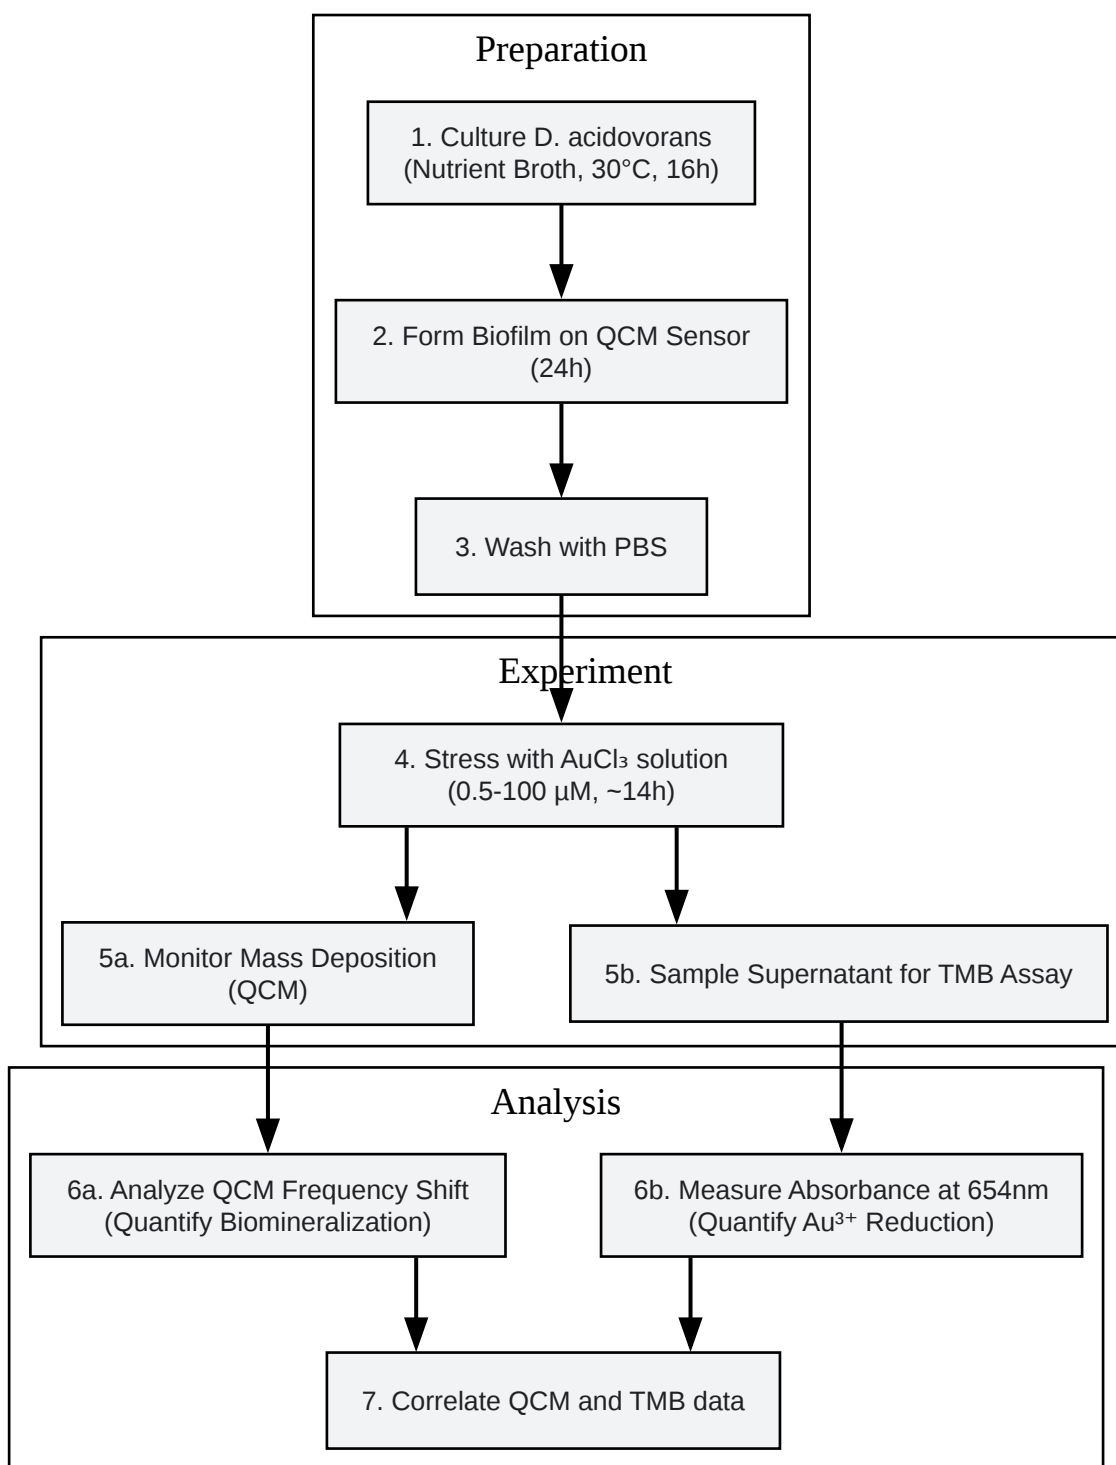 Preparation
1. Culture D. acidovorans
(Nutrient Broth, 30°C, 16h)
2. Form Biofilm on QCM Sensor
(24h)
3. Wash with PBS
Experiment
4. Stress with AuCl₃ solution
(0.5-100 µM, ~14h)
5a. Monitor Mass Deposition
(QCM)
5b. Sample Supernatant for TMB Assay
Analysis
6a. Analyze QCM Frequency Shift
(Quantify Biomineralization)
6b. Measure Absorbance at 654nm
(Quantify Au³⁺ Reduction)
7. Correlate QCM and TMB data